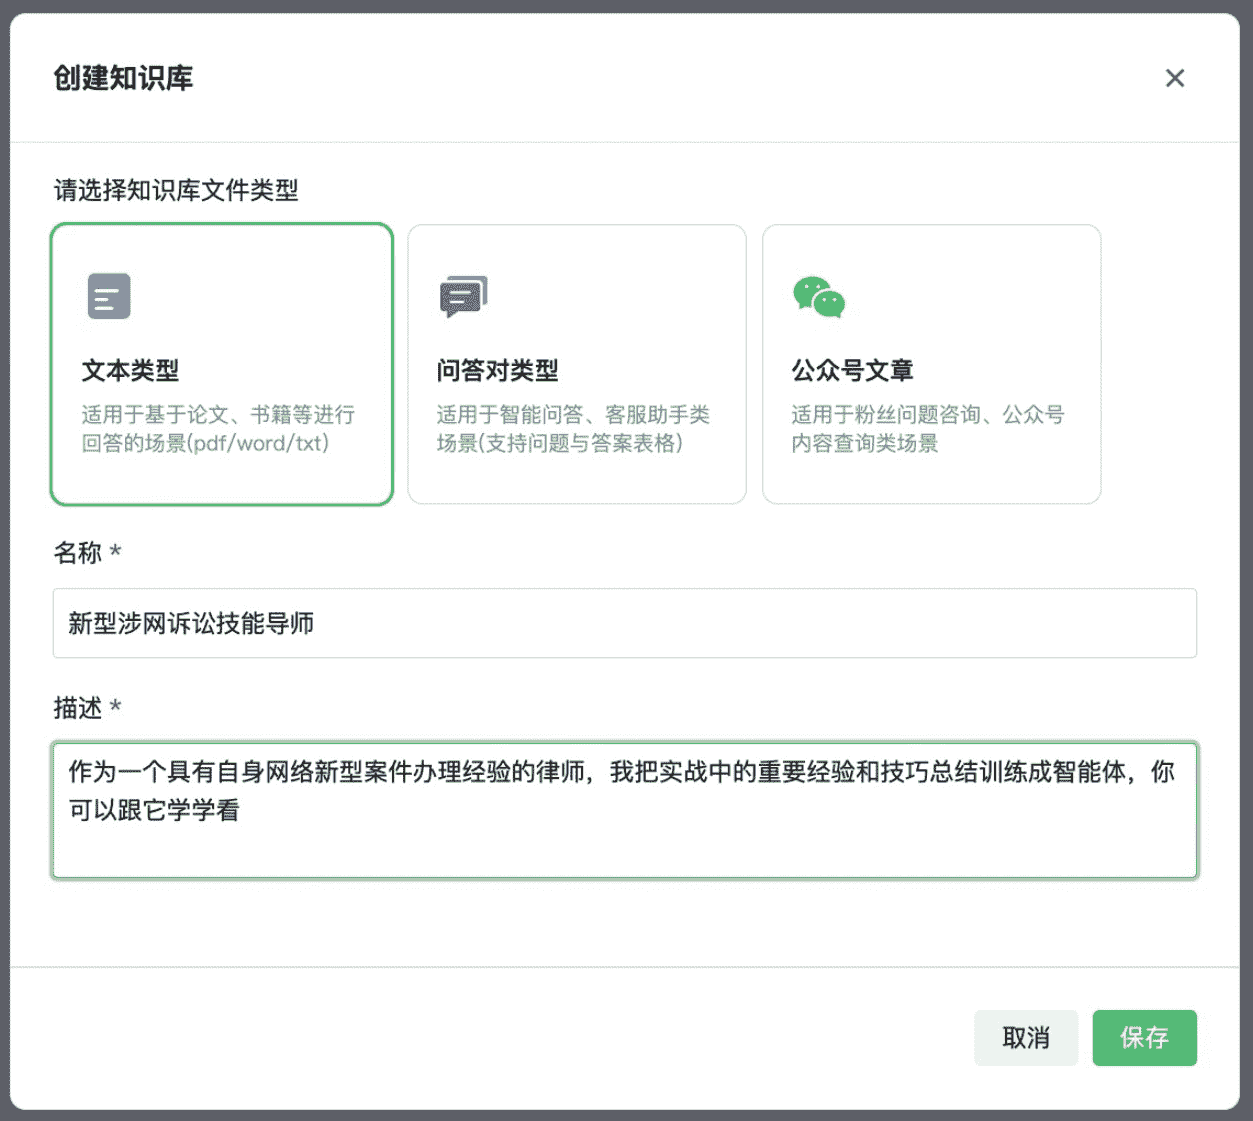 创建知识库
请选择知识库文件类型
文本类型
适用于基于论文、书籍等进行
回答的场景(pdf/word/txt)
问答对类型
适用于智能问答、客服助手类
场景(支持问题与答案表格)
公众号文章
适用于粉丝问题咨询、公众号
内容查询类场景
名称 *
新型涉网诉讼技能导师
描述 *
作为一个具有自身网络新型案件办理经验的律师，我把实战中的重要经验和技巧总结训练成智能体，你
可以跟它学学看
取消
保存